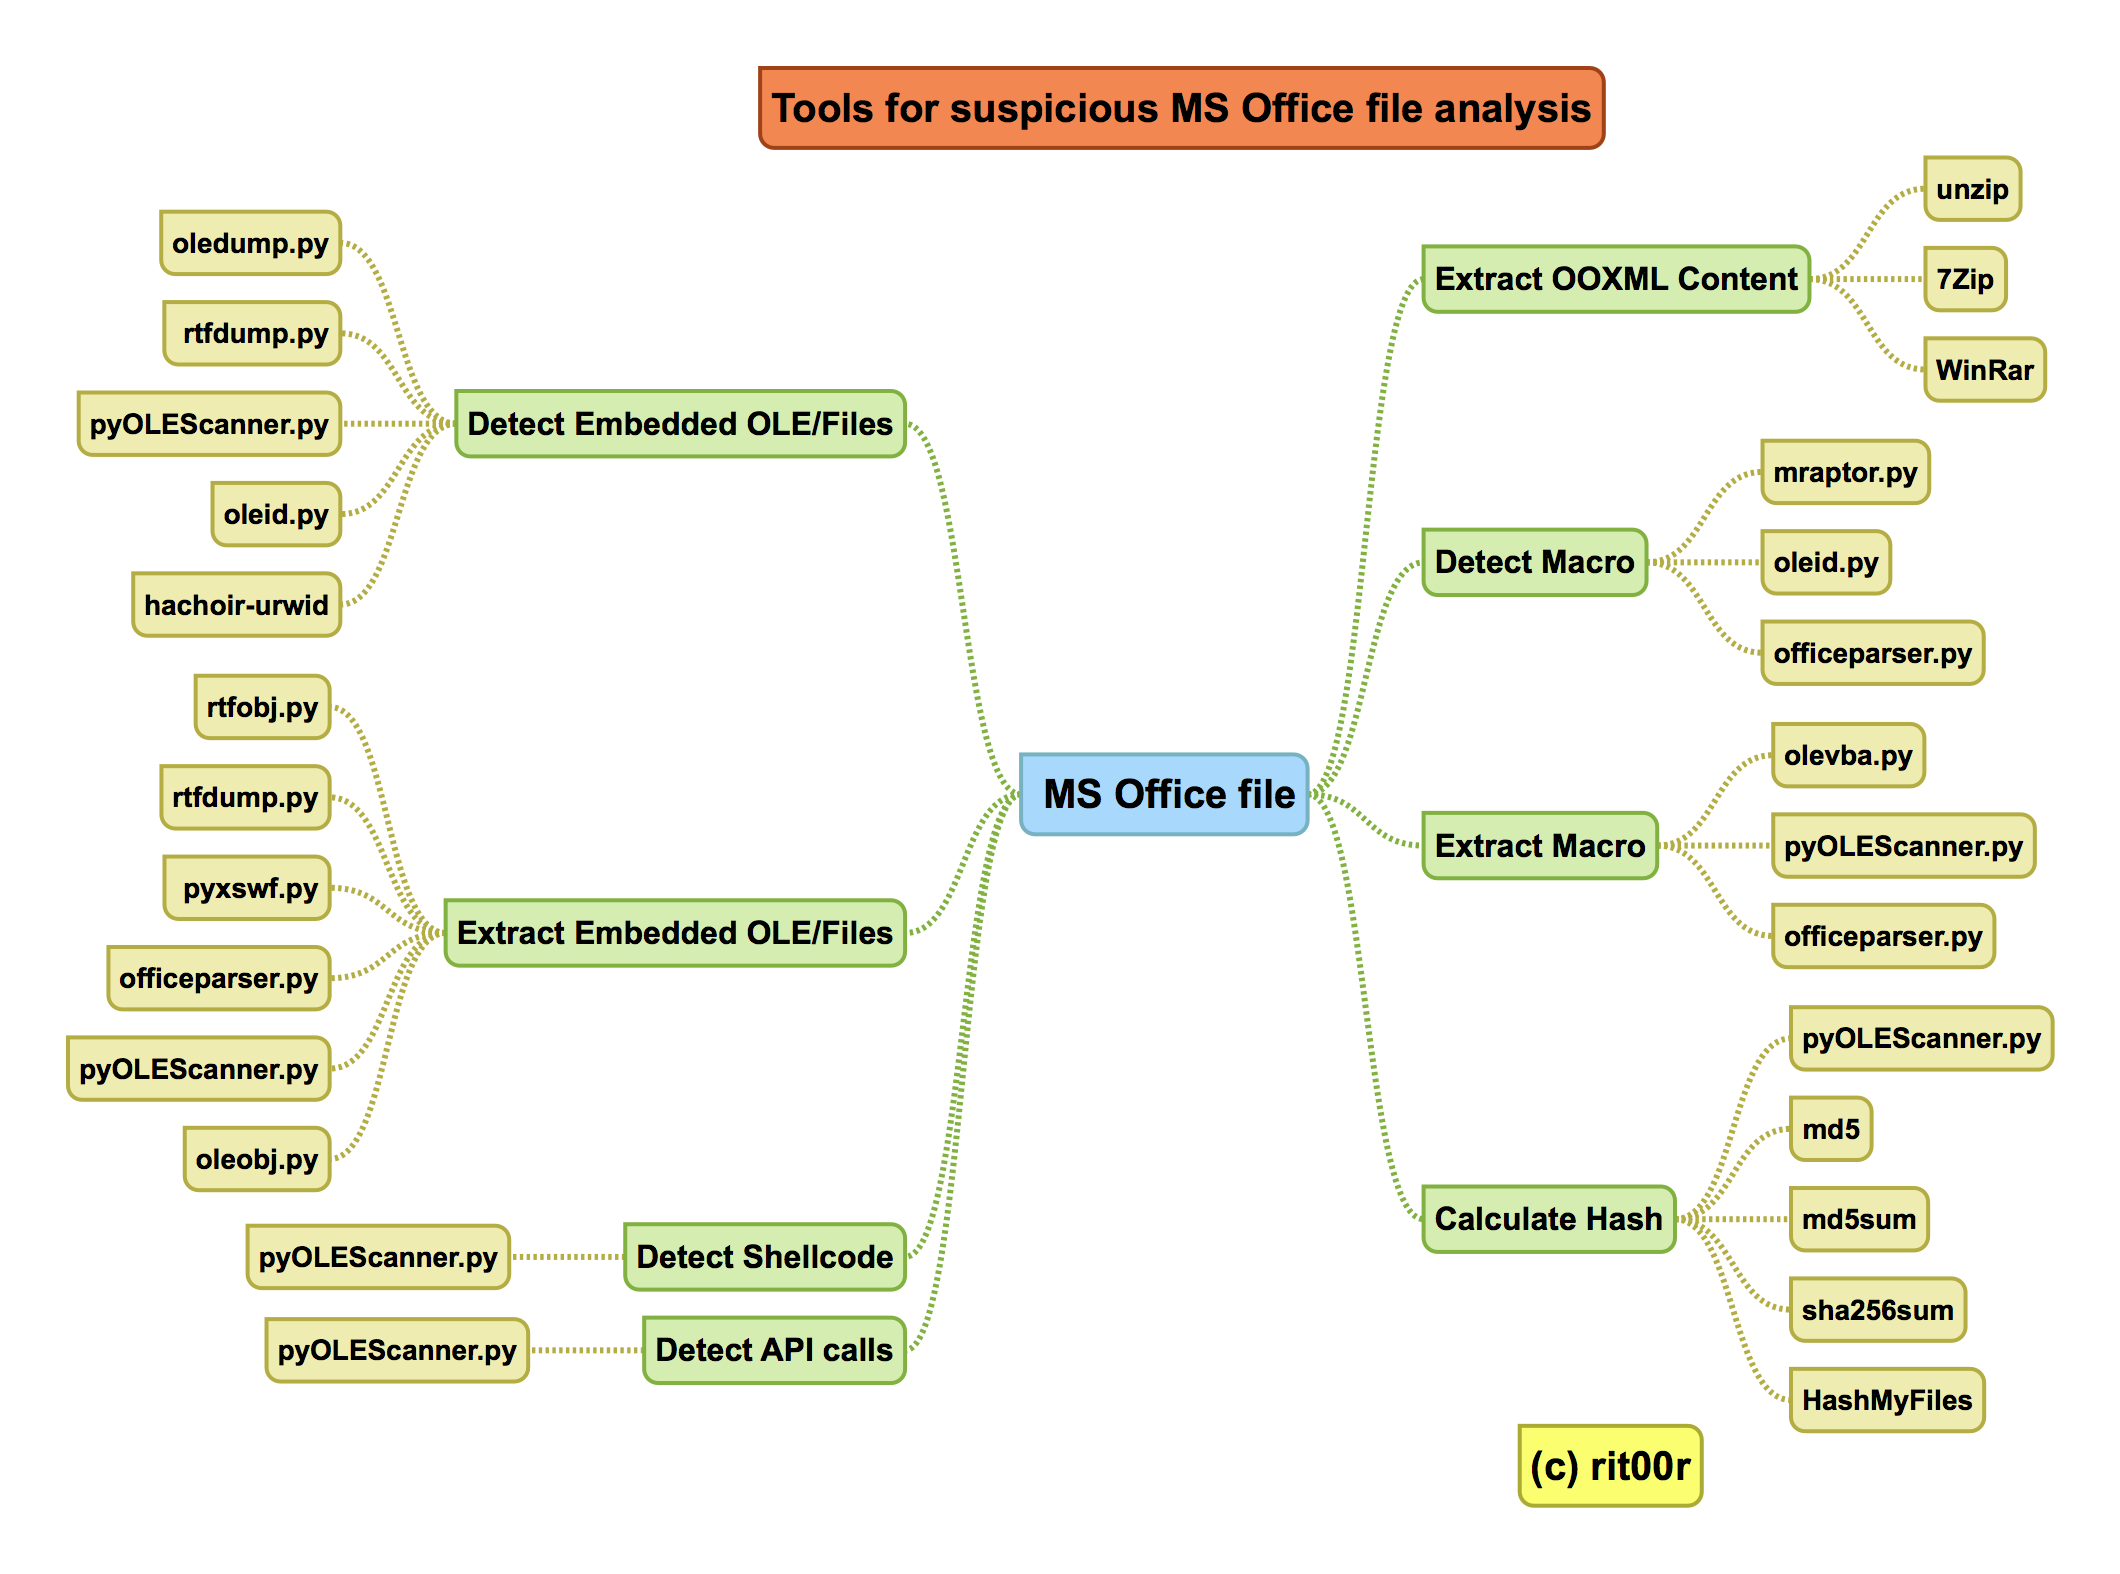 Tools for suspicious MS Office file analysis
oledump.py
rtfdump.py
pyOLEScanner.py
oleid.py
hachoir-urwid
Detect Embedded OLE/Files
rtfobj.py
rtfdump.py
pyxswf.py
officeparser.py
pyOLEScanner.py
oleobj.py
Extract Embedded OLE/Files
pyOLEScanner.py
Detect Shellcode
pyOLEScanner.py
Detect API calls
MS Office file
Extract OOXML Content
unzip
7Zip
WinRar
Detect Macro
mraptor.py
oleid.py
officeparser.py
Extract Macro
olevba.py
pyOLEScanner.py
officeparser.py
Calculate Hash
pyOLEScanner.py
md5
md5sum
sha256sum
HashMyFiles
(c) rit00r